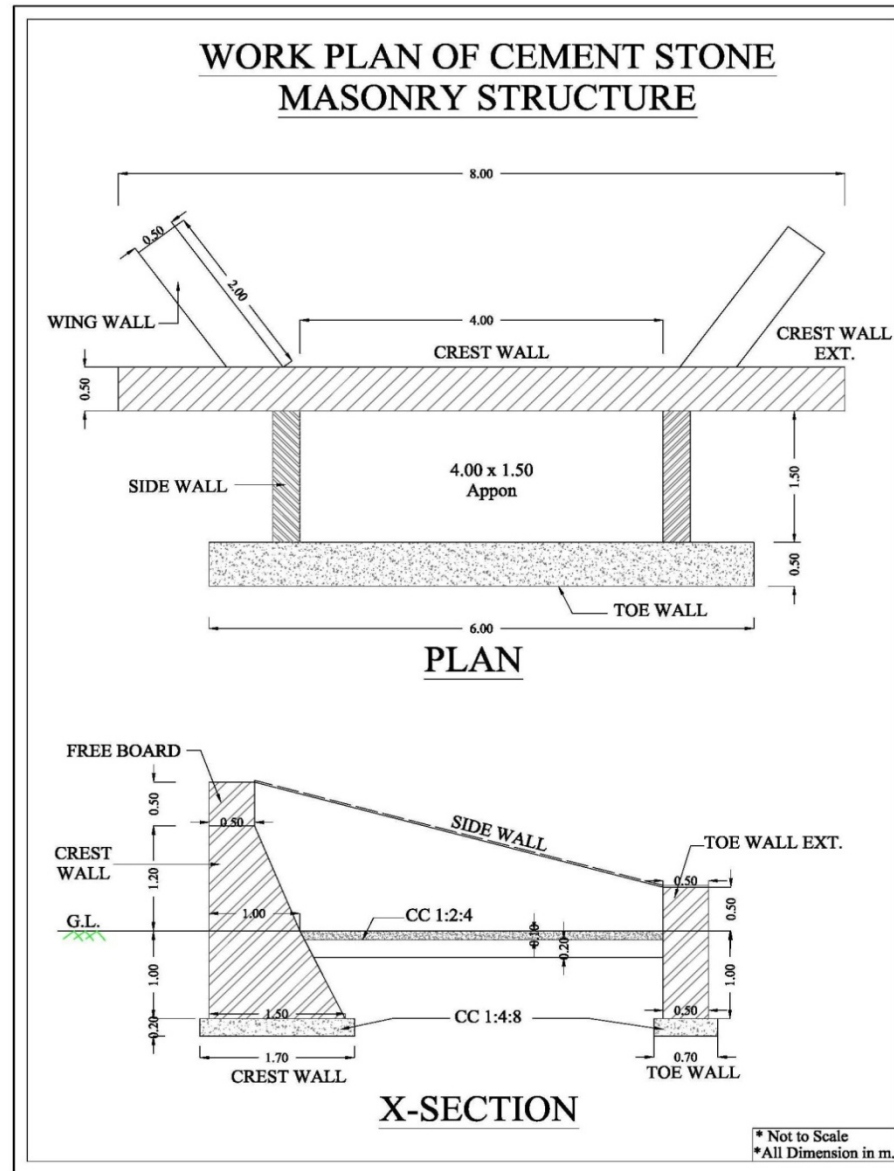 WORK PLAN OF CEMENT STONE
MASONRY STRUCTURE
8.00
0.50
2.00
WING WALL
4.00
CREST WALL
CREST WALL
EXT.
0.50
SIDE WALL
4.00 x 1.50
Appon
1.50
0.50
TOE WALL
6.00
PLAN
FREE BOARD
0.50
0.50
SIDE WALL
TOE WALL EXT.
CREST
WALL
1.20
0.50
0.50
G.L.
1.00
CC 1:2:4
0.10
0.20
1.00
1.00
1.50
0.50
0.20
CC 1:4:8
1.70
0.70
CREST WALL
TOE WALL
X-SECTION
* Not to Scale
*All Dimension in m.